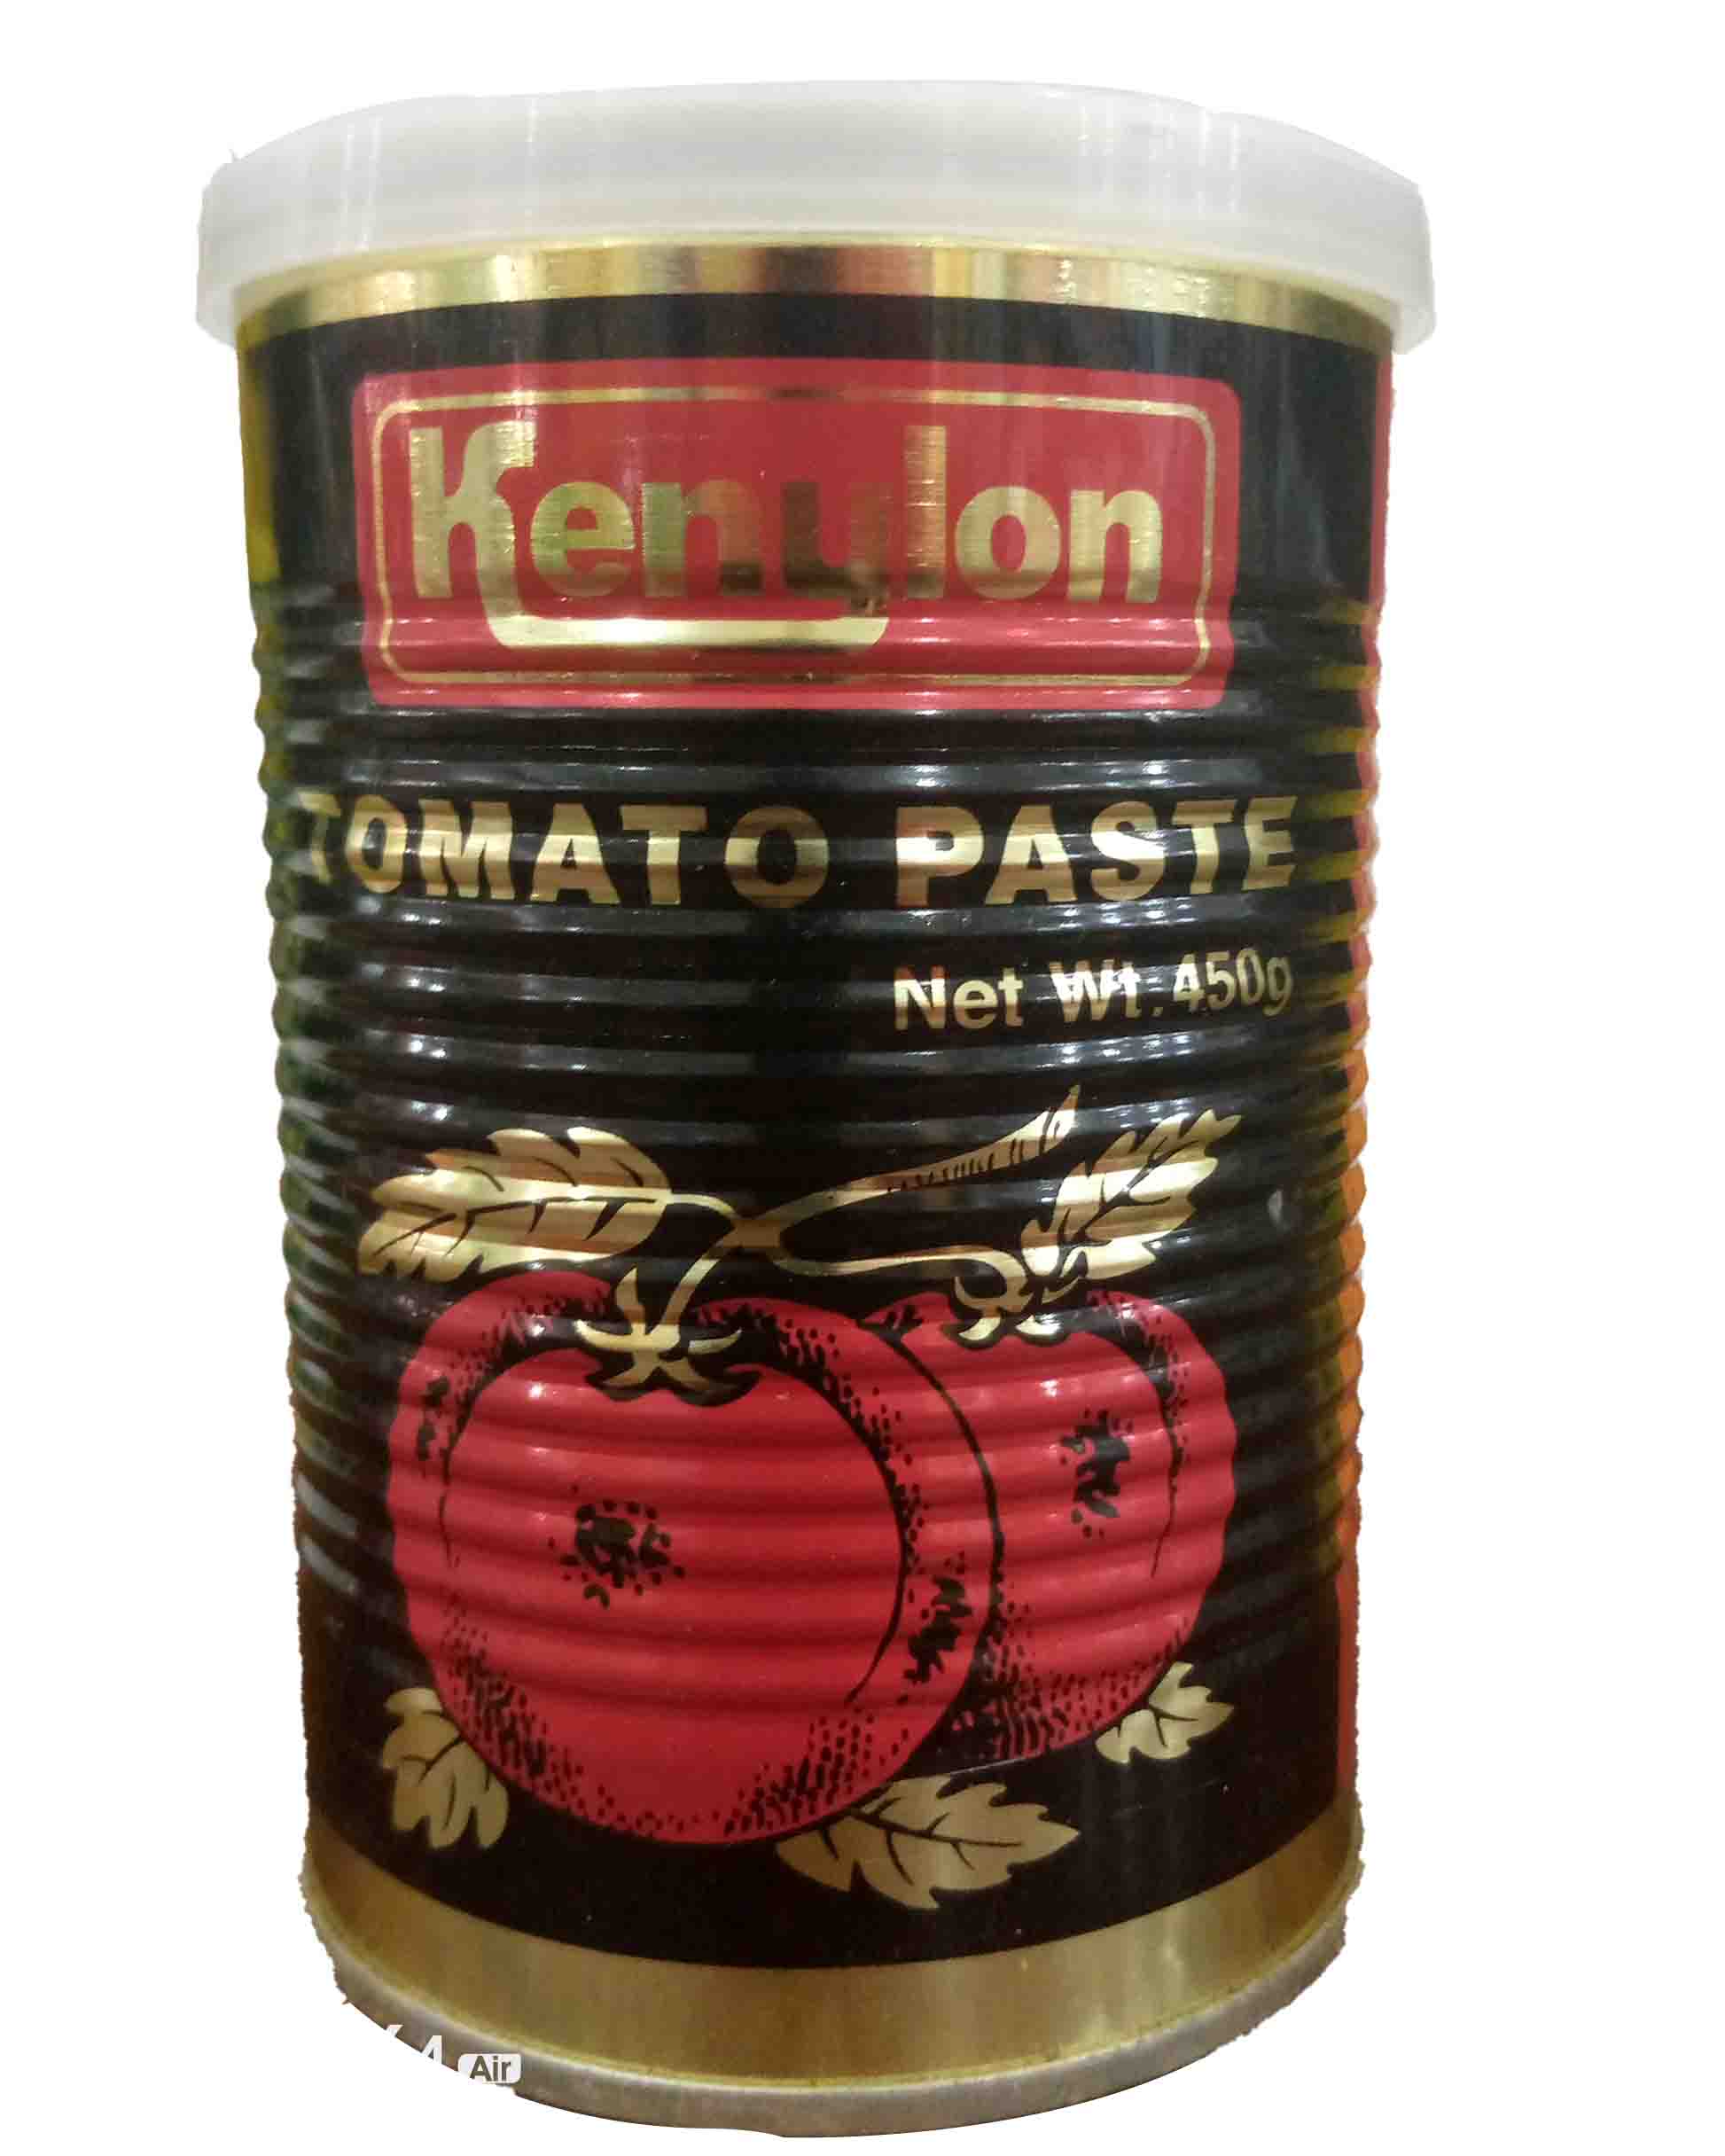 Kenylon
TOMATO PASTE
Net Wt. 450g
Air